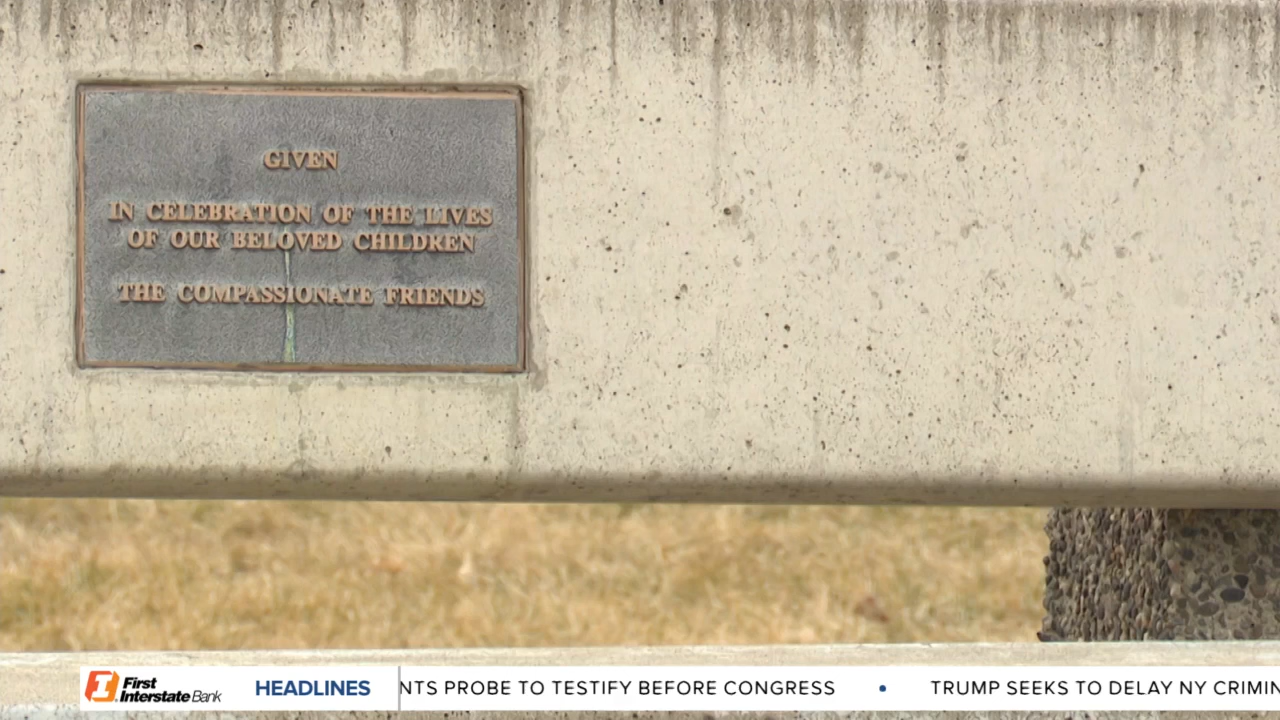 GIVEN
IN CELEBRATION OF THE LIVES
OF OUR BELOVED CHILDREN
THE COMPASSIONATE FRIENDS
First
Interstate Bank
HEADLINES
NTS PROBE TO TESTIFY BEFORE CONGRESS • TRUMP SEEKS TO DELAY NY CRIMIN